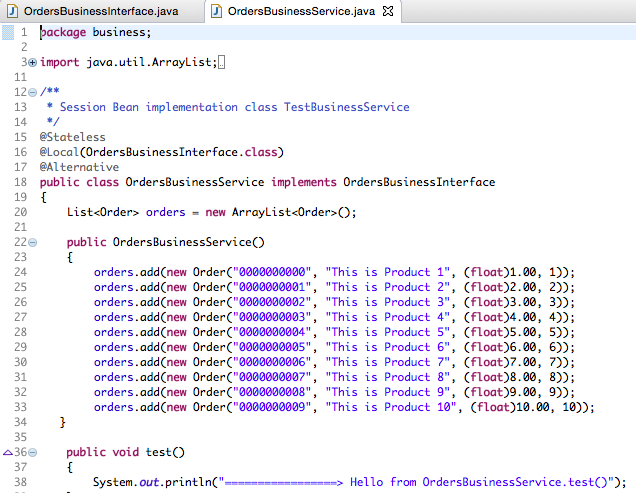 OrdersBusinessInterface.java OrdersBusinessService.java
1 package business;
2
3 import java.util.ArrayList;
11
12 /**
13 * Session Bean implementation class TestBusinessService
14 */
15 @Stateless
16 @Local(OrdersBusinessInterface.class)
17 @Alternative
18 public class OrdersBusinessService implements OrdersBusinessInterface
19 {
20 List<Order> orders = new ArrayList<Order>();
21
22 public OrdersBusinessService()
23 {
24 orders.add(new Order("0000000000", "This is Product 1", (float)1.00, 1));
25 orders.add(new Order("0000000001", "This is Product 2", (float)2.00, 2));
26 orders.add(new Order("0000000002", "This is Product 3", (float)3.00, 3));
27 orders.add(new Order("0000000003", "This is Product 4", (float)4.00, 4));
28 orders.add(new Order("0000000004", "This is Product 5", (float)5.00, 5));
29 orders.add(new Order("0000000005", "This is Product 6", (float)6.00, 6));
30 orders.add(new Order("0000000006", "This is Product 7", (float)7.00, 7));
31 orders.add(new Order("0000000007", "This is Product 8", (float)8.00, 8));
32 orders.add(new Order("0000000008", "This is Product 9", (float)9.00, 9));
33 orders.add(new Order("0000000009", "This is Product 10", (float)10.00, 10));
34 }
35
36 public void test()
37 {
38 System.out.println("=================> Hello from OrdersBusinessService.test()");